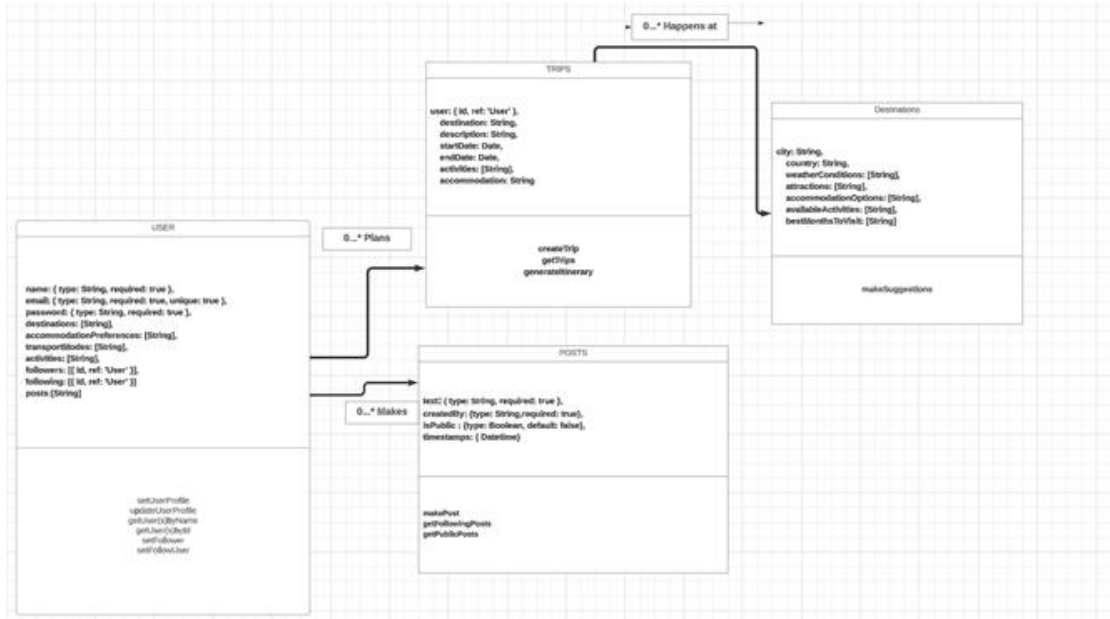 0...* Happens at
TRIPS
user: { id, ref: 'User' },
destination: String,
description: String,
startDate: Date,
endDate: Date,
activities: [String],
accommodation: String
createTrip
getTrips
generateItinerary
Destinations
city: String,
country: String,
weatherConditions: [String],
attractions: [String],
accommodationOptions: [String],
availableActivities: [String],
bestMonthsToVisit: [String]
makeSuggestions
USER
name: { type: String, required: true },
email: { type: String, required: true, unique: true },
password: { type: String, required: true },
destinations: [String],
accommodationPreferences: [String],
transportModes: [String],
activities: [String],
followers: [{ id, ref: 'User' }],
following: [{ id, ref: 'User' }]
posts:[String]
setUserProfile
updateUserProfile
getUser(s)ByName
getUser(s)ById
setFollower
setFollowUser
0...* Plans
0...* Makes
POSTS
text: { type: String, required: true },
createdBy: {type: String,required: true},
isPublic : {type: Boolean, default: false},
timestamps: { Datetime}
makePost
getFollowingPosts
getPublicPosts